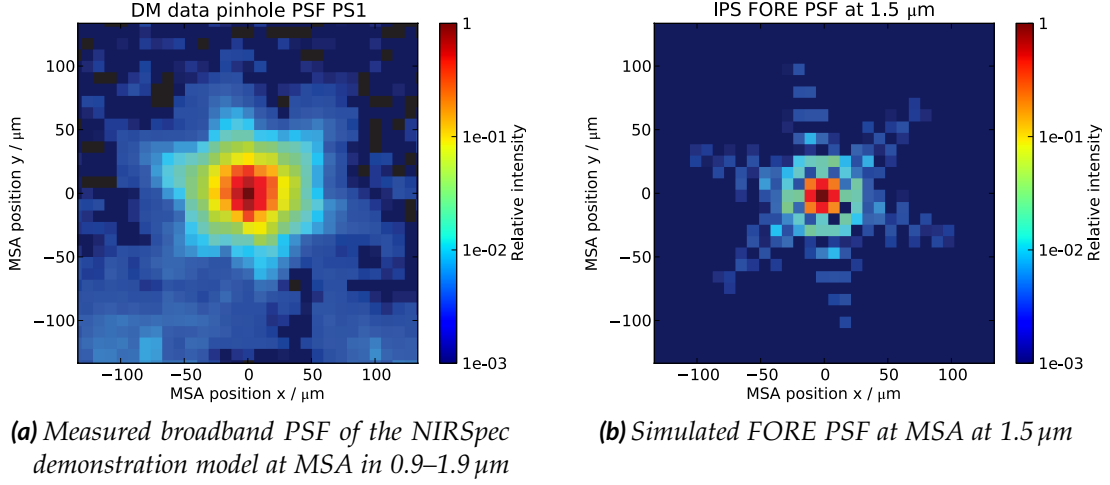 DM data pinhole PSF PS1
100
50
0
−50
−100
MSA position y / μm
−100 −50 0 50 100
MSA position x / μm
1
1e-01
1e-02
1e-03
Relative intensity
IPS FORE PSF at 1.5 μm
100
50
0
−50
−100
MSA position y / μm
−100 −50 0 50 100
MSA position x / μm
1
1e-01
1e-02
1e-03
Relative intensity
(a) Measured broadband PSF of the NIRSpec
demonstration model at MSA in 0.9–1.9 μm
(b) Simulated FORE PSF at MSA at 1.5 μm